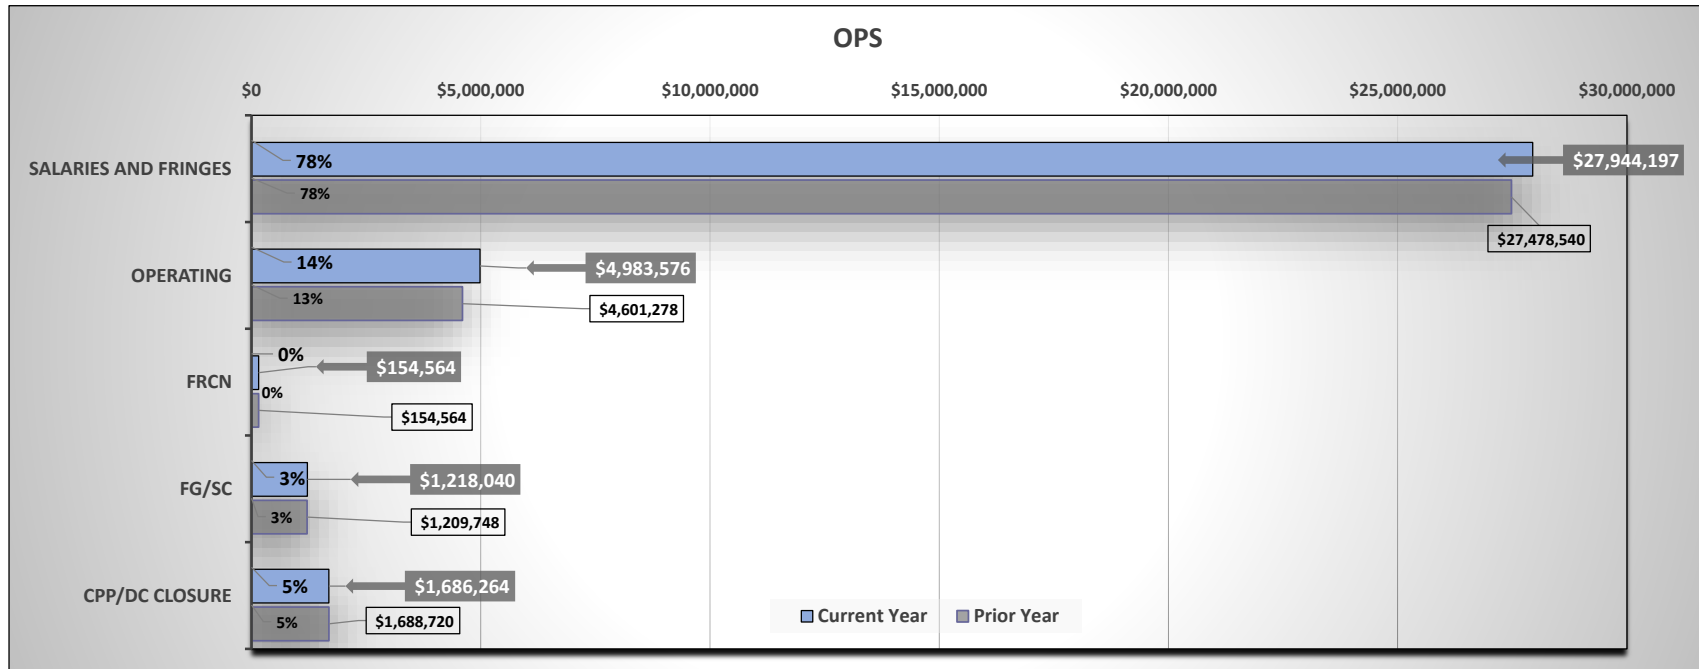 OPS
$0 $5,000,000 $10,000,000 $15,000,000 $20,000,000 $25,000,000 $30,000,000
SALARIES AND FRINGES
78%
$27,944,197
78%
$27,478,540
OPERATING
14%
$4,983,576
13%
$4,601,278
FRCN
0%
$154,564
0%
$154,564
FG/SC
3%
$1,218,040
3%
$1,209,748
CPP/DC CLOSURE
5%
$1,686,264
5%
$1,688,720
Current Year Prior Year